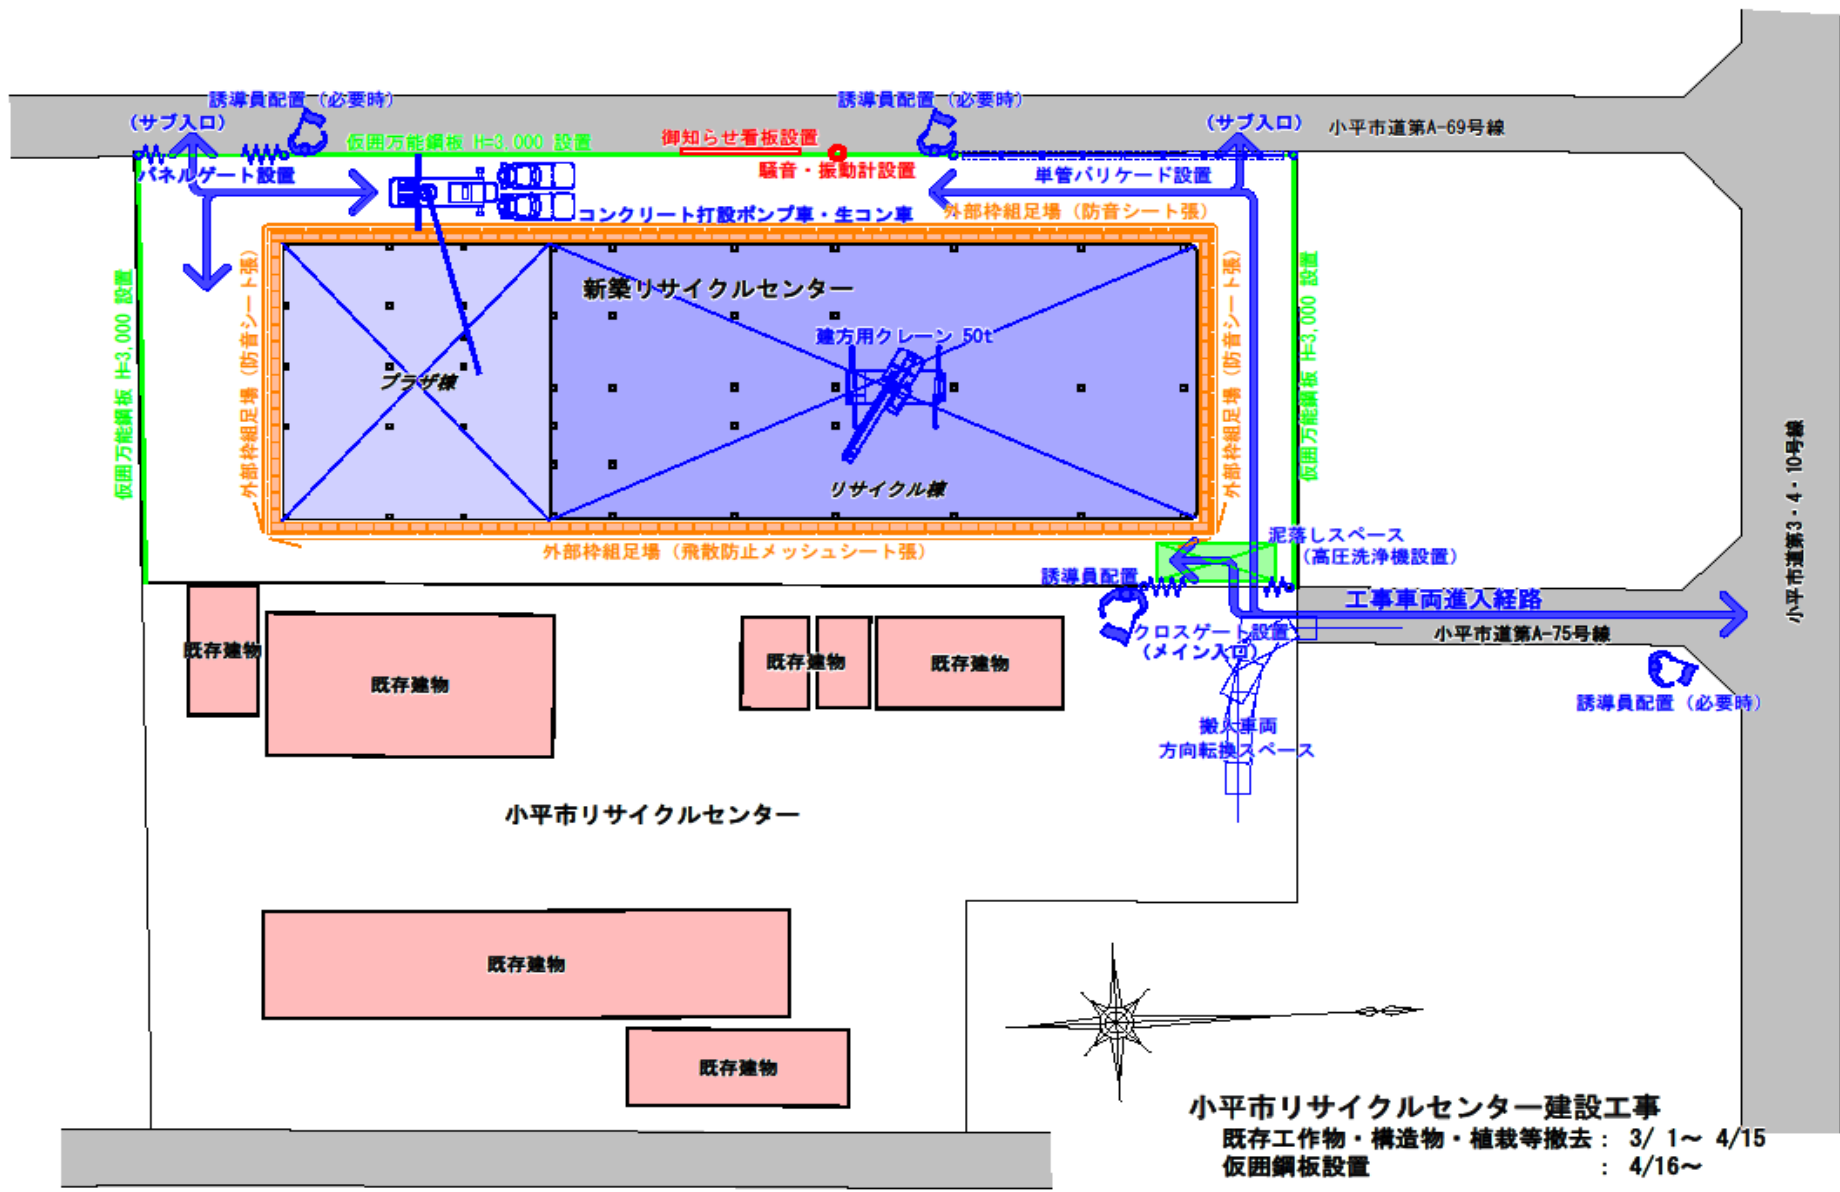 誘導員配置（必要時）
誘導員配置（必要時）
（サブ入口）
（サブ入口）
小平市道第A-69号線
仮囲万能鋼板 H=3,000 設置
御知らせ看板設置
騒音・振動計設置
パネルゲート設置
単管バリケード設置
コンクリート打設ポンプ車・生コン車
外部枠組足場（防音シート張）
仮囲万能鋼板 H=3,000 設置
外部枠組足場（防音シート張）
新築リサイクルセンター
建方用クレーン 50t
プラザ棟
リサイクル棟
外部枠組足場（防音シート張）
仮囲万能鋼板 H=3,000 設置
小平市道第3・4・10号線
外部枠組足場（飛散防止メッシュシート張）
泥落しスペース
（高圧洗浄機設置）
誘導員配置
工事車両進入経路
クロスゲート設置
（メイン入口）
小平市道第A-75号線
誘導員配置（必要時）
搬入車両
方向転換スペース
既存建物
既存建物
既存建物
既存建物
小平市リサイクルセンター
既存建物
既存建物
小平市リサイクルセンター建設工事
既存工作物・構造物・植栽等撤去： 3/ 1～ 4/15
仮囲鋼板設置 ： 4/16～